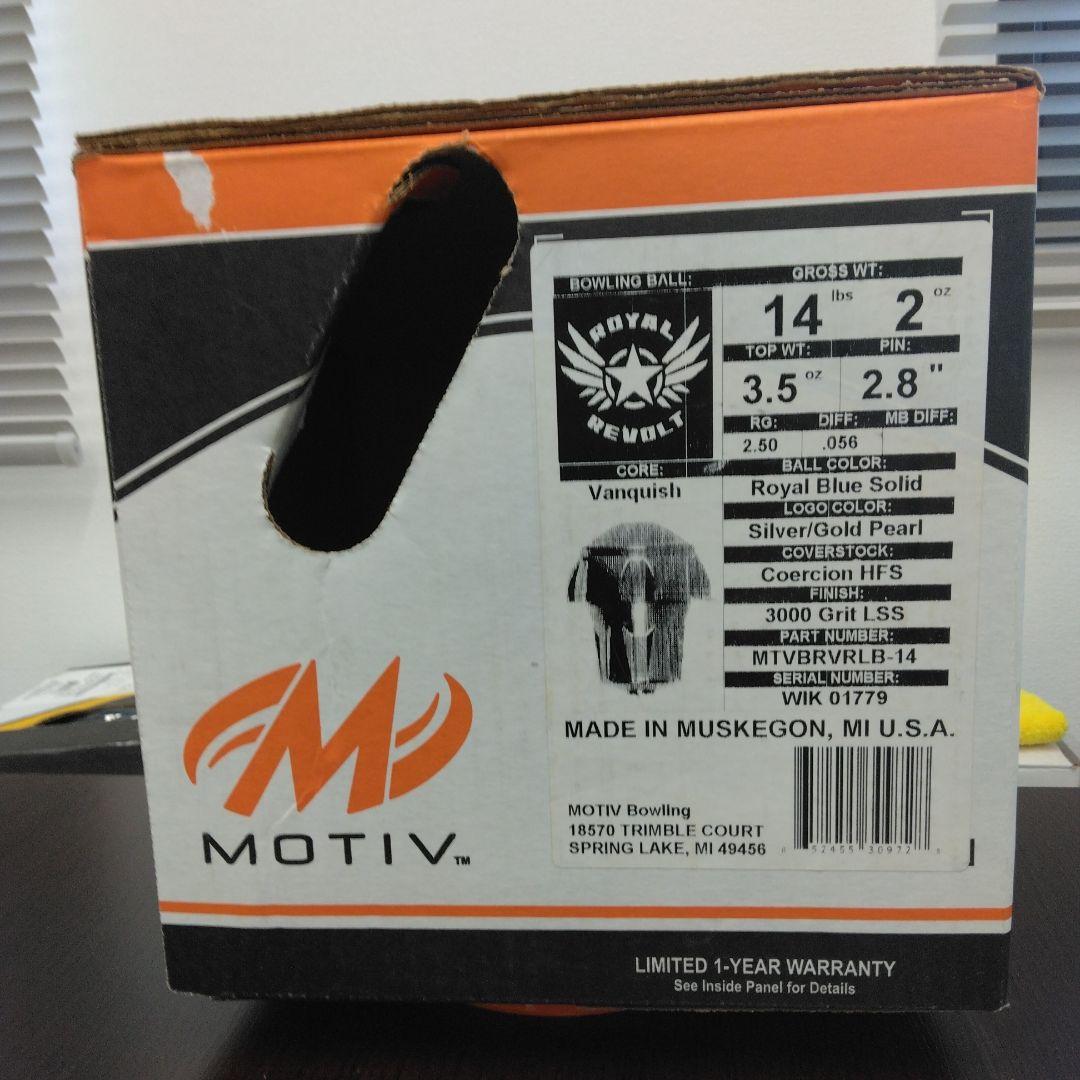 BOWLING BALL:
ROYAL
REVOLT
GROSS WT:
14 lbs 2 oz
TOP WT: PIN:
3.5 oz 2.8 "
RG: DIFF: MB DIFF:
2.50 .056
CORE:
Vanquish
BALL COLOR:
Royal Blue Solid
LOGO COLOR:
Silver/Gold Pearl
COVERSTOCK:
Coercion HFS
FINISH:
3000 Grit LSS
PART NUMBER:
MTVBRVRLB-14
SERIAL NUMBER:
WIK 01779
MADE IN MUSKEGON, MI U.S.A.
MOTIV Bowling
18570 TRIMBLE COURT
SPRING LAKE, MI 49456
52455 30972
MOTIV™
LIMITED 1-YEAR WARRANTY
See Inside Panel for Details